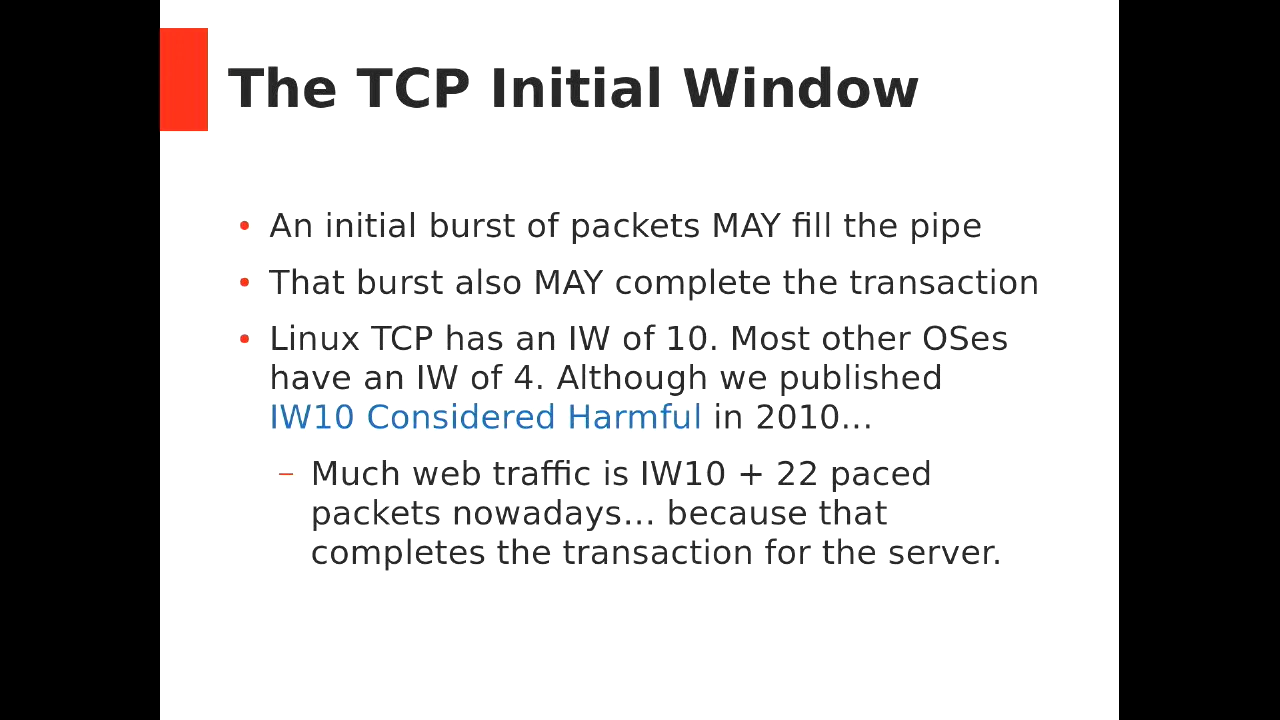 The TCP Initial Window
• An initial burst of packets MAY fill the pipe
• That burst also MAY complete the transaction
• Linux TCP has an IW of 10. Most other OSes
have an IW of 4. Although we published
IW10 Considered Harmful in 2010...
– Much web traffic is IW10 + 22 paced
packets nowadays... because that
completes the transaction for the server.